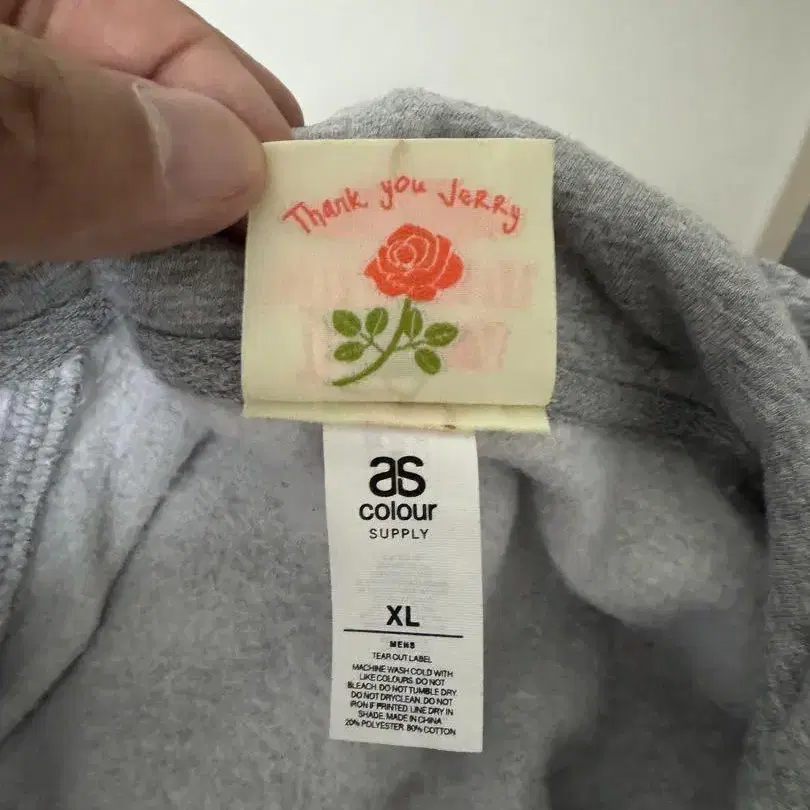 Thank you JERRY
as
colour
SUPPLY
XL
MENS
TEAR OUT LABEL
MACHINE WASH COLD WITH
LIKE COLOURS. DO NOT
BLEACH. DO NOT TUMBLE DRY.
DO NOT DRYCLEAN. DO NOT
IRON IF PRINTED. LINE DRY IN
SHADE. MADE IN CHINA
20% POLYESTER 80% COTTON